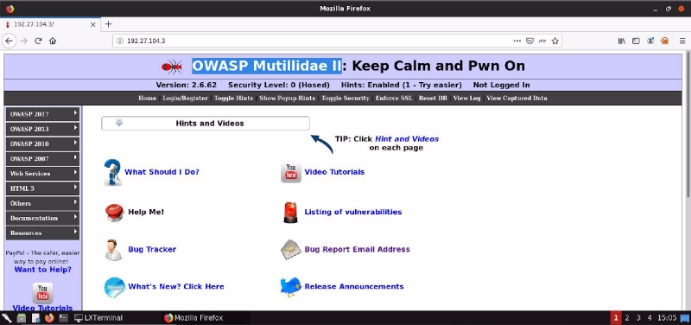 Mozilla Firefox
192.27.104.3/
192.27.104.3
OWASP Mutillidae II: Keep Calm and Pwn On
Version: 2.6.62 Security Level: 0 (Hosed) Hints: Enabled (1 - Try easier) Not Logged In
Home Login/Register Toggle Hints Show Popup Hints Toggle Security Enforce SSL Reset DB View Log View Captured Data
OWASP 2017
OWASP 2013
OWASP 2010
OWASP 2007
Web Services
HTML 5
Others
Documentation
Resources
PayPal - The safer, easier
way to pay online!
Want to Help?
You
Tube
Video Tutorials
Hints and Videos
TIP: Click Hint and Videos
on each page
What Should I Do?
You
Tube
Video Tutorials
Help Me!
Listing of vulnerabilities
Bug Tracker
Bug Report Email Address
What's New? Click Here
Release Announcements
LXTerminal
Mozilla Firefox
1 2 3 4 15:05